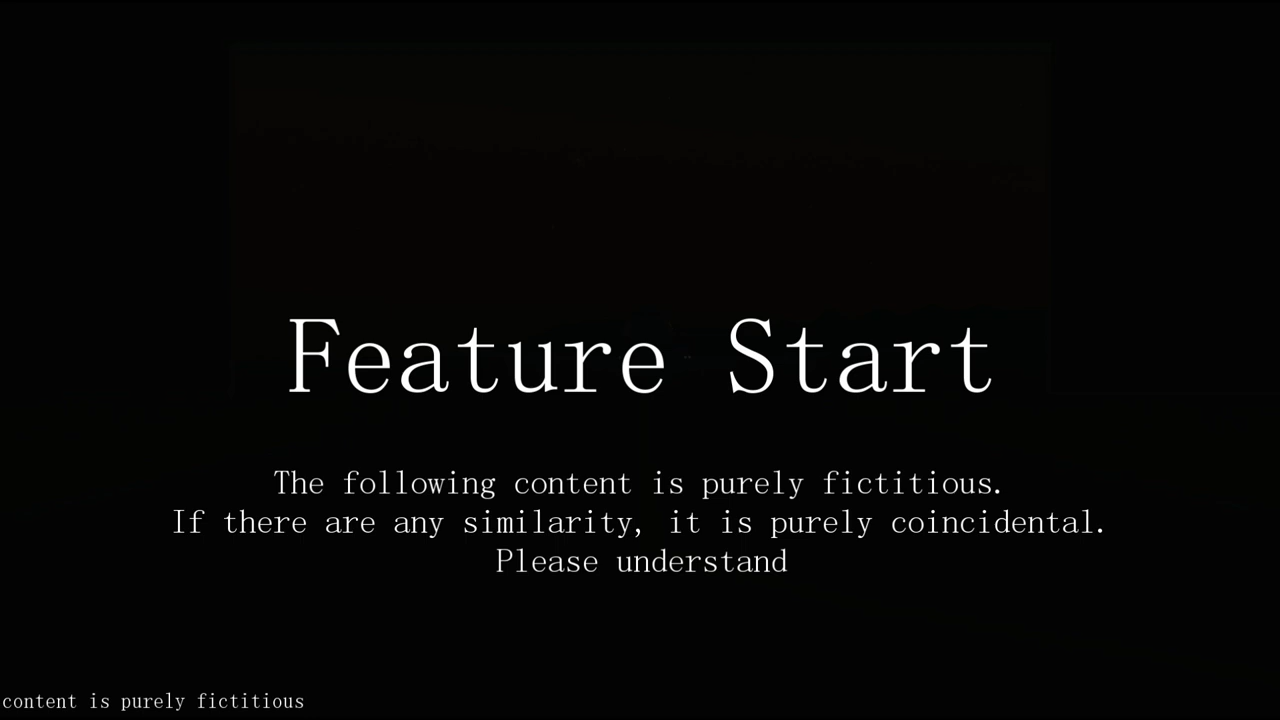 Feature Start
The following content is purely fictitious.
If there are any similarity, it is purely coincidental.
Please understand
content is purely fictitious